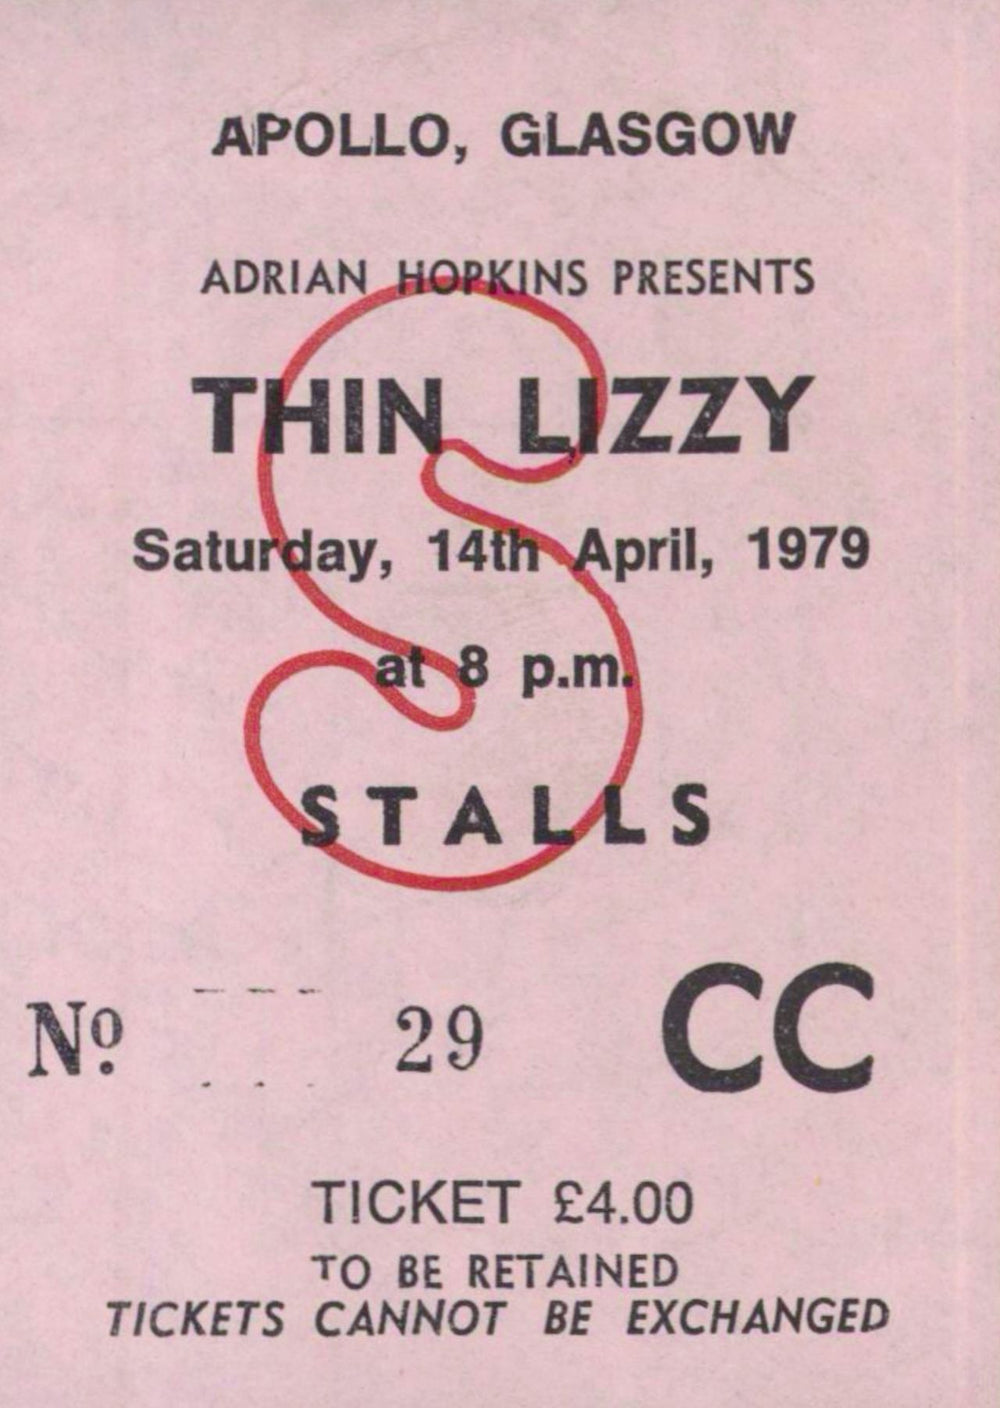 APOLLO, GLASGOW
ADRIAN HOPKINS PRESENTS
THIN LIZZY
Saturday, 14th April, 1979
at 8 p.m.
S
STALLS
Nº 29 CC
TICKET £4.00
TO BE RETAINED
TICKETS CANNOT BE EXCHANGED